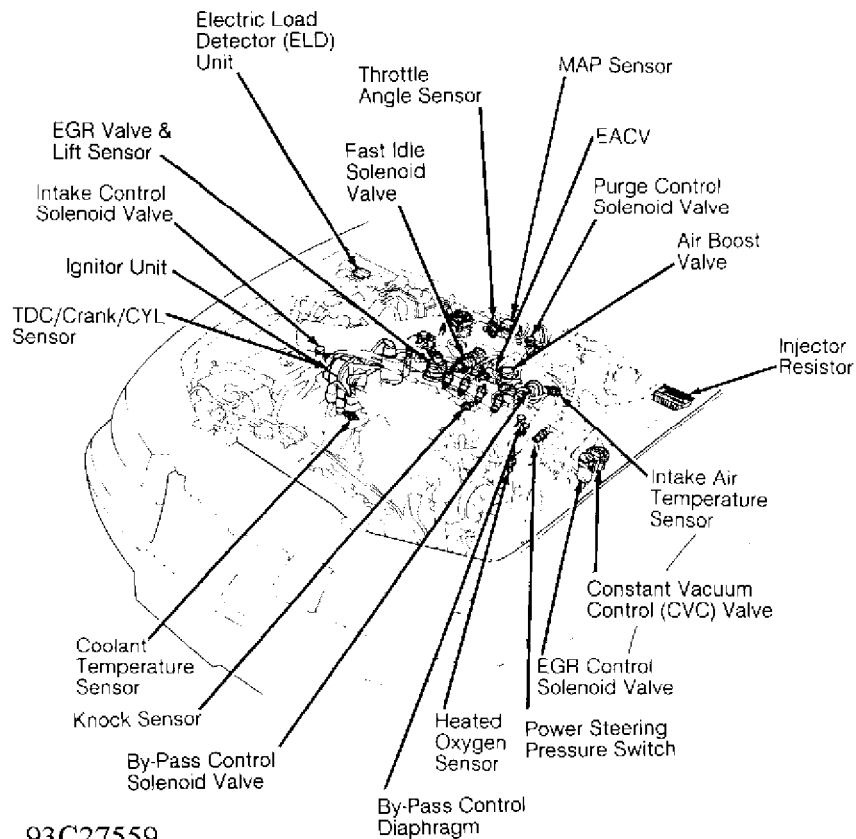 Electric Load
Detector (ELD)
Unit
Throttle
Angle Sensor
MAP Sensor
EGR Valve &
Lift Sensor
Fast Idle
Solenoid
Valve
EACV
Intake Control
Solenoid Valve
Purge Control
Solenoid Valve
Ignitor Unit
Air Boost
Valve
TDC/Crank/CYL
Sensor
Injector
Resistor
Intake Air
Temperature
Sensor
Constant Vacuum
Control (CVC) Valve
Coolant
Temperature
Sensor
EGR Control
Solenoid Valve
Knock Sensor
Heated
Oxygen
Sensor
Power Steering
Pressure Switch
By-Pass Control
Solenoid Valve
By-Pass Control
Diaphragm
93C27559